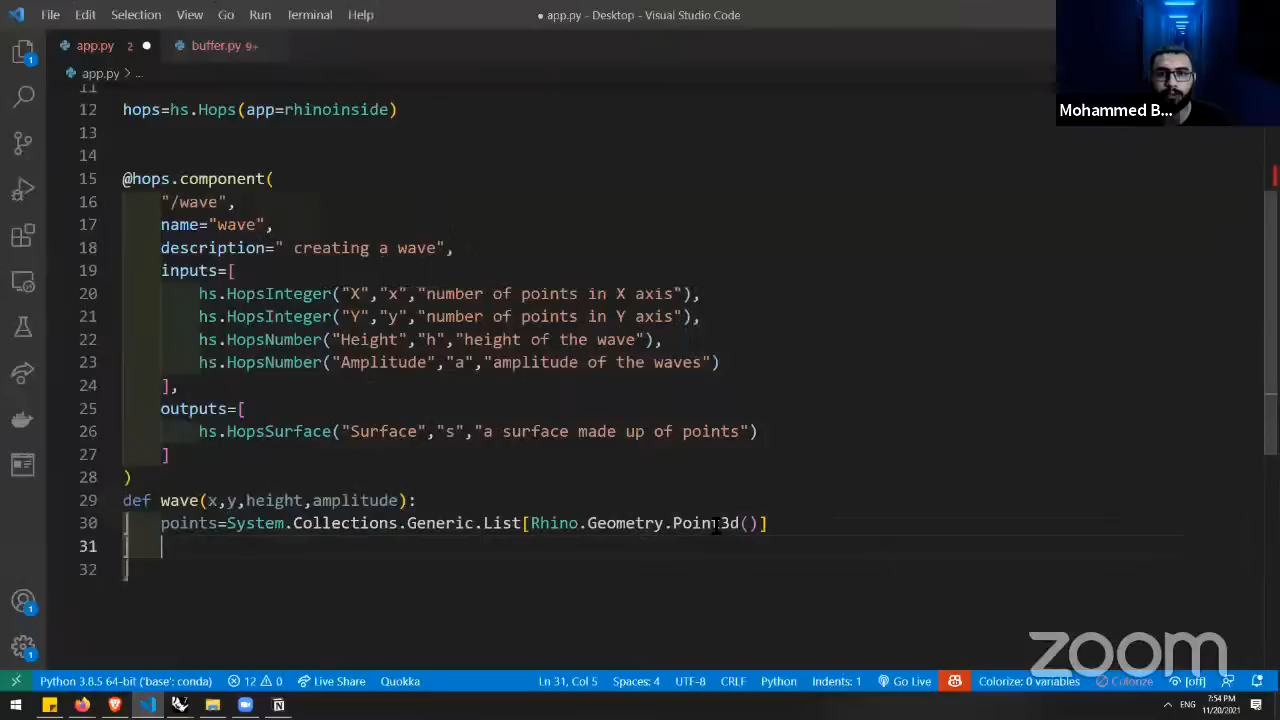 File Edit Selection View Go Run Terminal Help
● app.py - Desktop - Visual Studio Code
app.py 2 ● buffer.py 9+
app.py > ...
Mohammed B...
11
12 hops=hs.Hops(app=rhinoinside)
13
14
15 @hops.component(
16 "/wave",
17 name="wave",
18 description=" creating a wave",
19 inputs=[
20 hs.HopsInteger("X","x","number of points in X axis"),
21 hs.HopsInteger("Y","y","number of points in Y axis"),
22 hs.HopsNumber("Height","h","height of the wave"),
23 hs.HopsNumber("Amplitude","a","amplitude of the waves")
24 ],
25 outputs=[
26 hs.HopsSurface("Surface","s","a surface made up of points")
27 ]
28 )
29 def wave(x,y,height,amplitude):
30 points=System.Collections.Generic.List[Rhino.Geometry.Point3d()]
31
32
1
1
1
zoom
Python 3.8.5 64-bit ('base': conda) 12 0 Live Share Quokka Ln 31, Col 5 Spaces: 4 UTF-8 CRLF Python Indents: 1 Go Live Colorize: 0 variables Colorize [off]
ENG 7:54 PM
11/20/2021